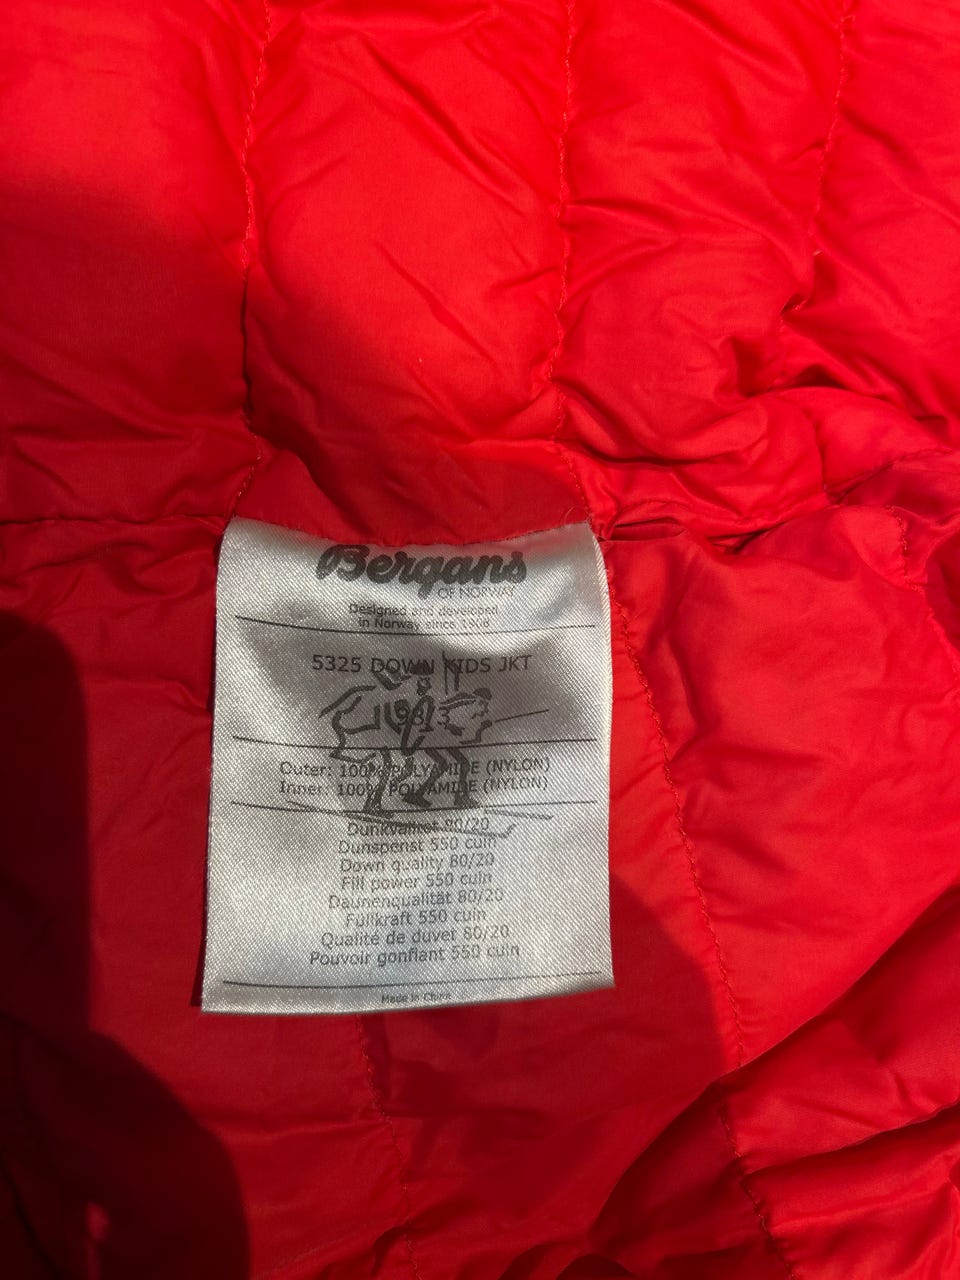 Bergans
OF NORWAY
Designed and developed
in Norway since 1908
5325 DOWN KIDS JKT
Outer: 100% POLYAMIDE (NYLON)
Inner: 100% POLYAMIDE (NYLON)
Dunkvalitet 80/20
Dunspenst 550 cuin
Down quality 80/20
Fill power 550 cuin
Daunenqualität 80/20
Füllkraft 550 cuin
Qualité de duvet 80/20
Pouvoir gonflant 550 cuin
Made in China